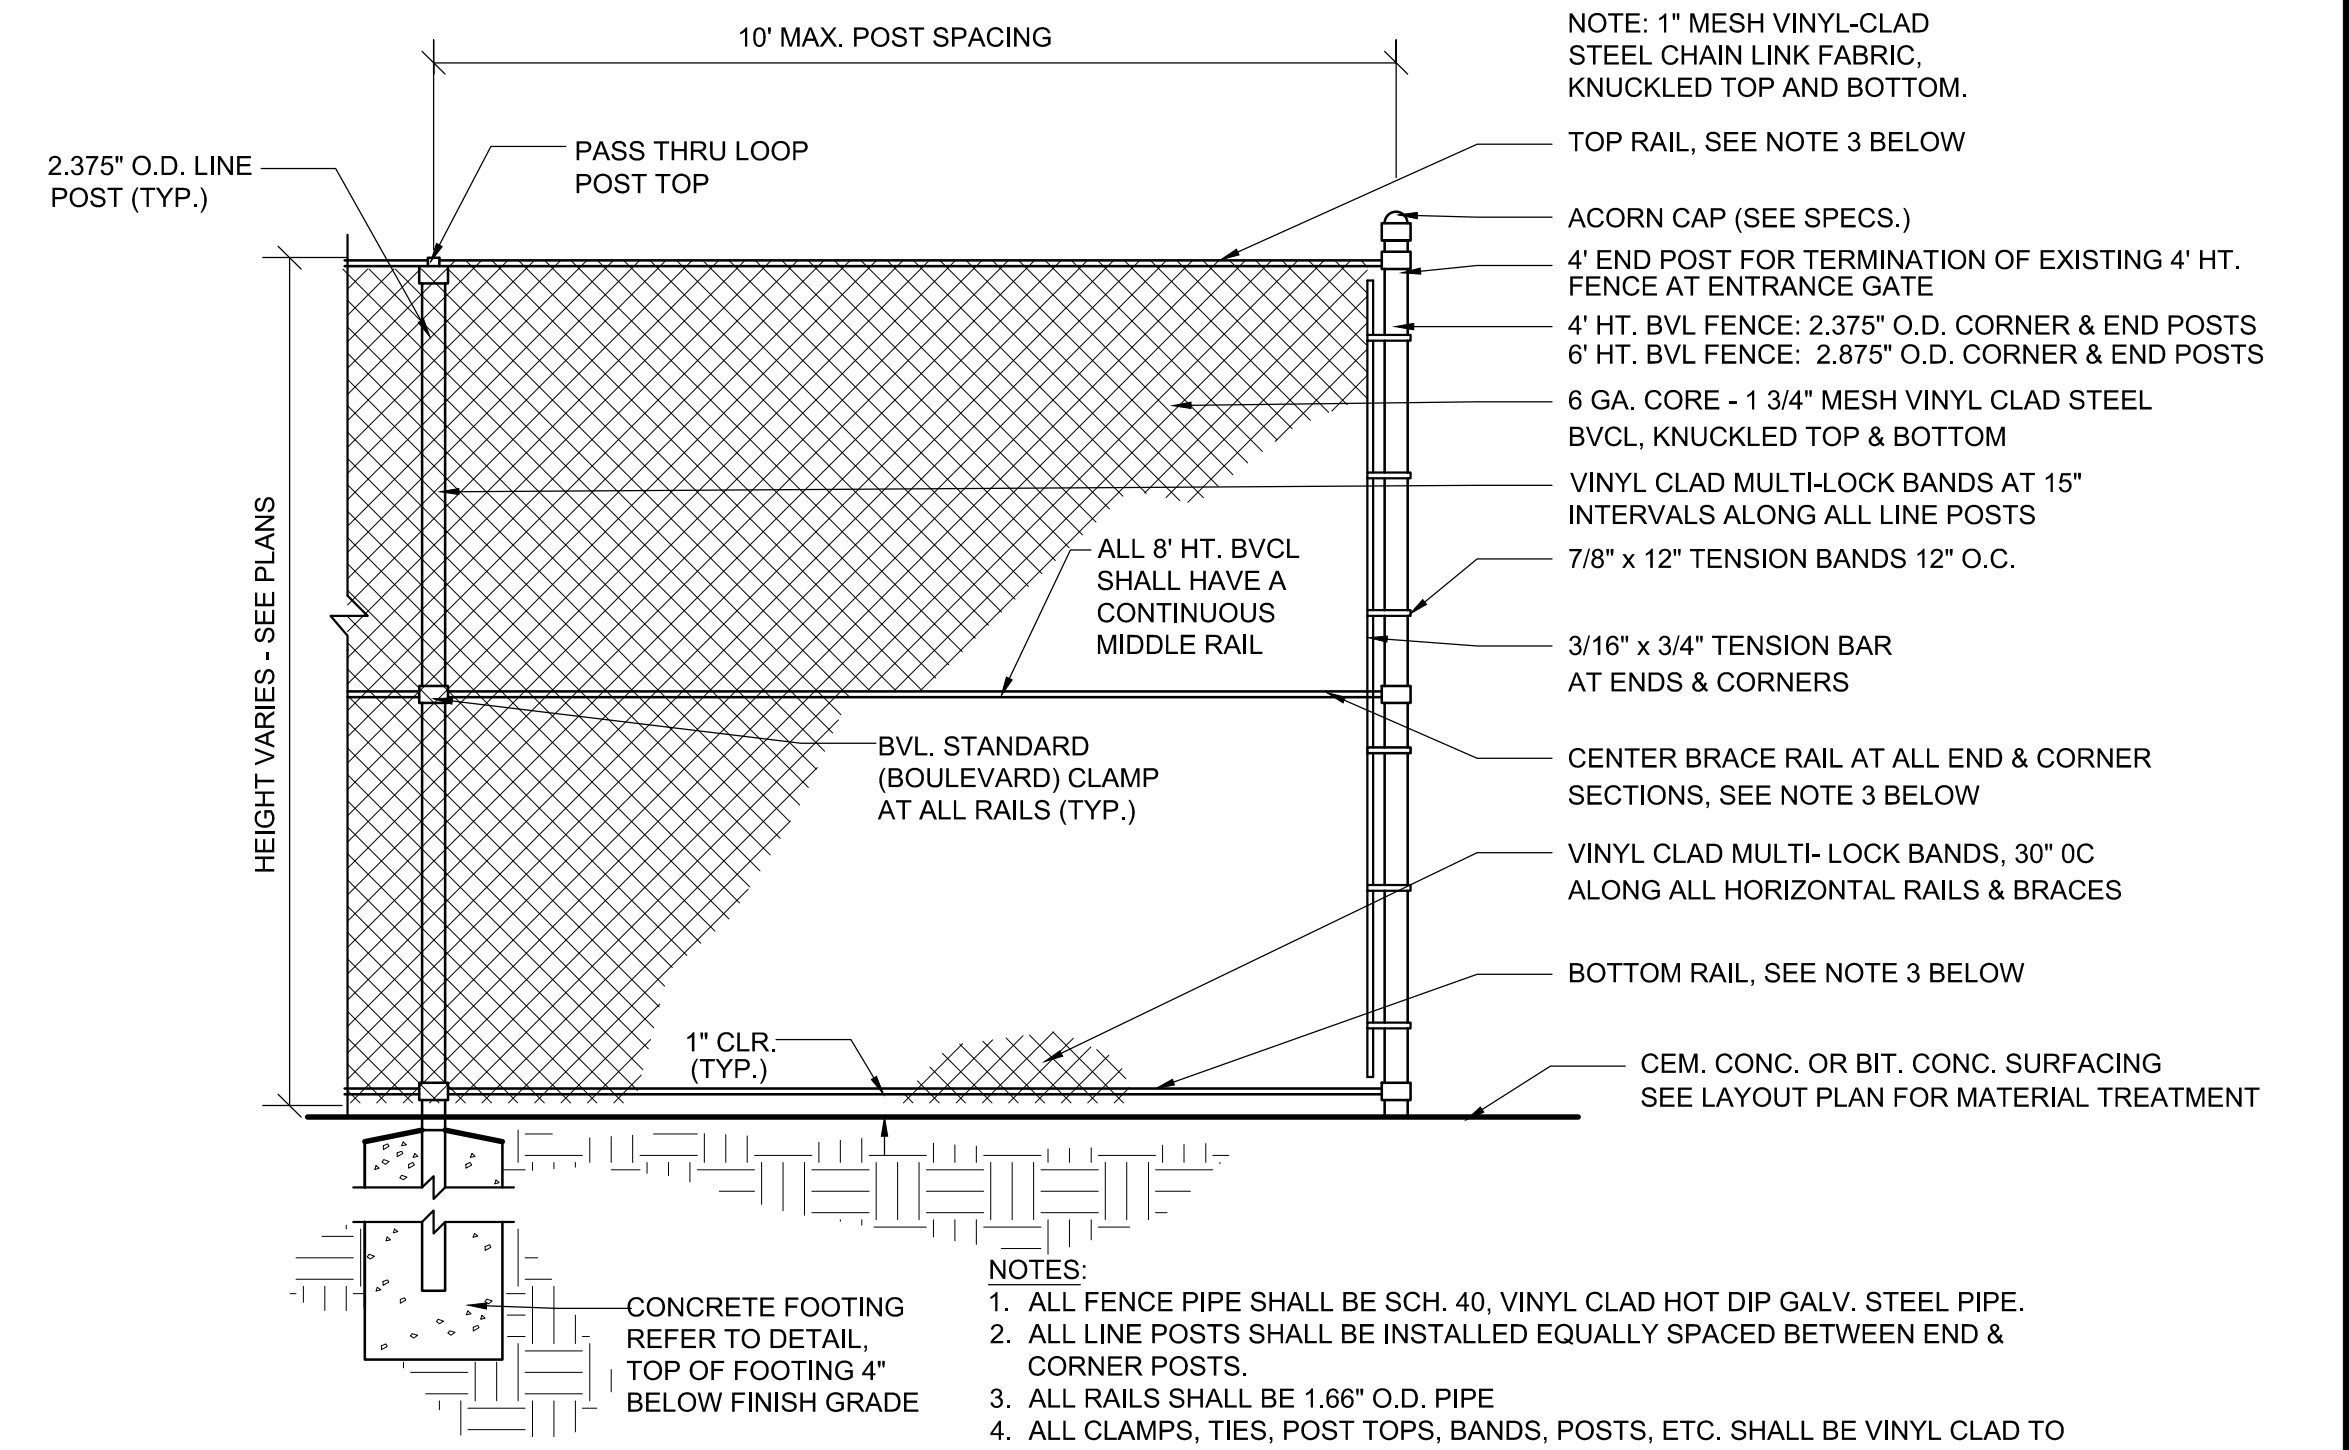 10' MAX. POST SPACING
NOTE: 1" MESH VINYL-CLAD
STEEL CHAIN LINK FABRIC,
KNUCKLED TOP AND BOTTOM.
2.375" O.D. LINE
POST (TYP.)
PASS THRU LOOP
POST TOP
TOP RAIL, SEE NOTE 3 BELOW
ACORN CAP (SEE SPECS.)
4' END POST FOR TERMINATION OF EXISTING 4' HT.
FENCE AT ENTRANCE GATE
4' HT. BVL FENCE: 2.375" O.D. CORNER & END POSTS
6' HT. BVL FENCE: 2.875" O.D. CORNER & END POSTS
6 GA. CORE - 1 3/4" MESH VINYL CLAD STEEL
BVCL, KNUCKLED TOP & BOTTOM
VINYL CLAD MULTI-LOCK BANDS AT 15"
INTERVALS ALONG ALL LINE POSTS
HEIGHT VARIES - SEE PLANS
ALL 8' HT. BVCL
SHALL HAVE A
CONTINUOUS
MIDDLE RAIL
7/8" x 12" TENSION BANDS 12" O.C.
3/16" x 3/4" TENSION BAR
AT ENDS & CORNERS
BVL. STANDARD
(BOULEVARD) CLAMP
AT ALL RAILS (TYP.)
CENTER BRACE RAIL AT ALL END & CORNER
SECTIONS, SEE NOTE 3 BELOW
VINYL CLAD MULTI- LOCK BANDS, 30" 0C
ALONG ALL HORIZONTAL RAILS & BRACES
BOTTOM RAIL, SEE NOTE 3 BELOW
1" CLR.
(TYP.)
CEM. CONC. OR BIT. CONC. SURFACING
SEE LAYOUT PLAN FOR MATERIAL TREATMENT
CONCRETE FOOTING
REFER TO DETAIL,
TOP OF FOOTING 4"
BELOW FINISH GRADE
NOTES:
1. ALL FENCE PIPE SHALL BE SCH. 40, VINYL CLAD HOT DIP GALV. STEEL PIPE.
2. ALL LINE POSTS SHALL BE INSTALLED EQUALLY SPACED BETWEEN END &
CORNER POSTS.
3. ALL RAILS SHALL BE 1.66" O.D. PIPE
4. ALL CLAMPS, TIES, POST TOPS, BANDS, POSTS, ETC. SHALL BE VINYL CLAD TO